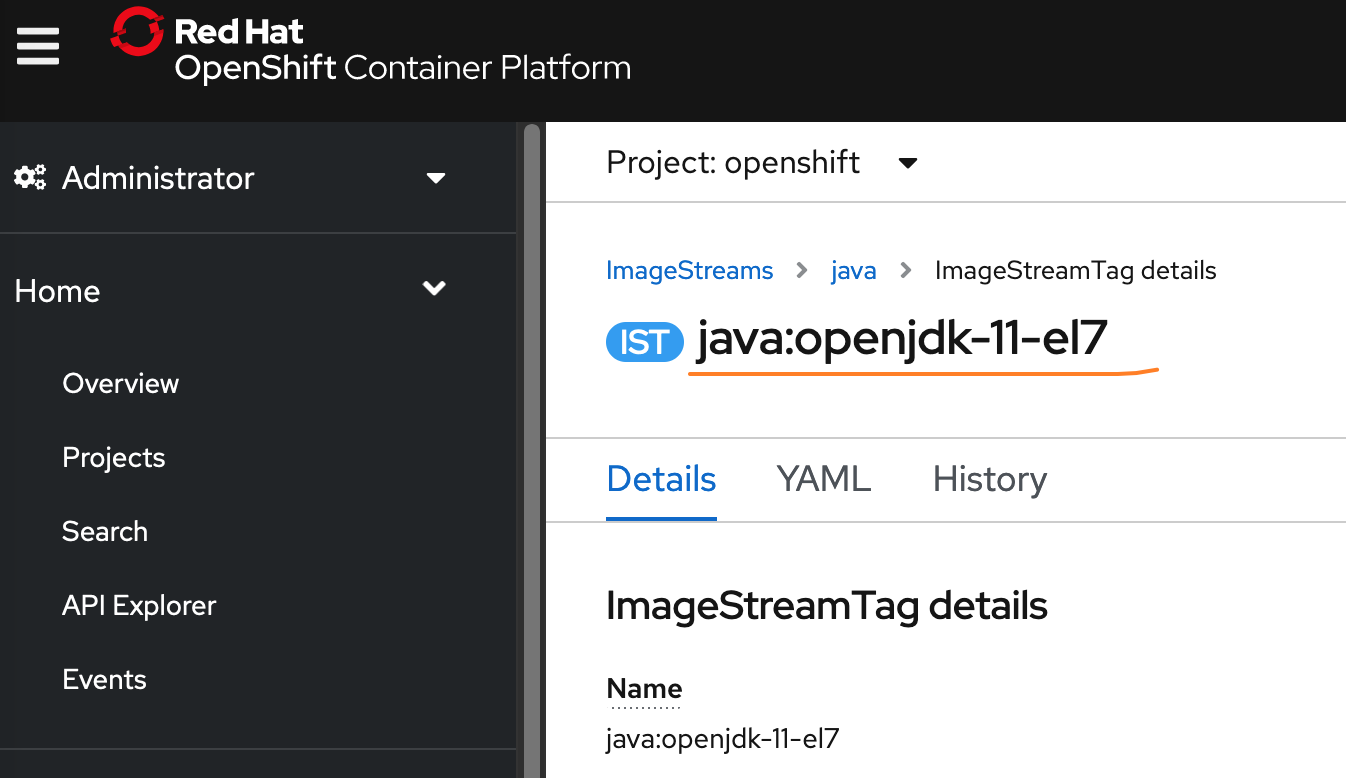 Red Hat
OpenShift Container Platform
Administrator
Home
Overview
Projects
Search
API Explorer
Events
Project: openshift
ImageStreams > java > ImageStreamTag details
IST java:openjdk-11-el7
Details YAML History
ImageStreamTag details
Name
java:openjdk-11-el7